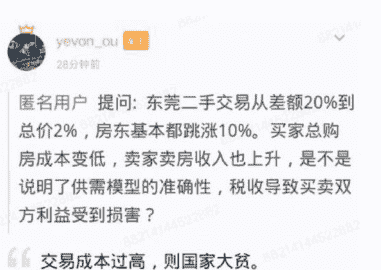 yevon_ou
28分钟前
匿名用户 提问: 东莞二手交易从差额20%到
总价2%，房东基本都跳涨10%。买家总购
房成本变低，卖家卖房收入也上升，是不是
说明了供需模型的准确性，税收导致买卖双
方利益受到损害？
交易成本过高，则国家大贫。